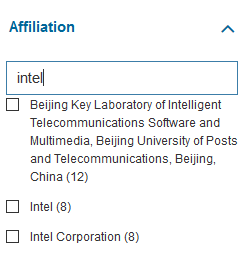 Affiliation
intel
Beijing Key Laboratory of Intelligent
Telecommunications Software and
Multimedia, Beijing University of Posts
and Telecommunications, Beijing,
China (12)
Intel (8)
Intel Corporation (8)